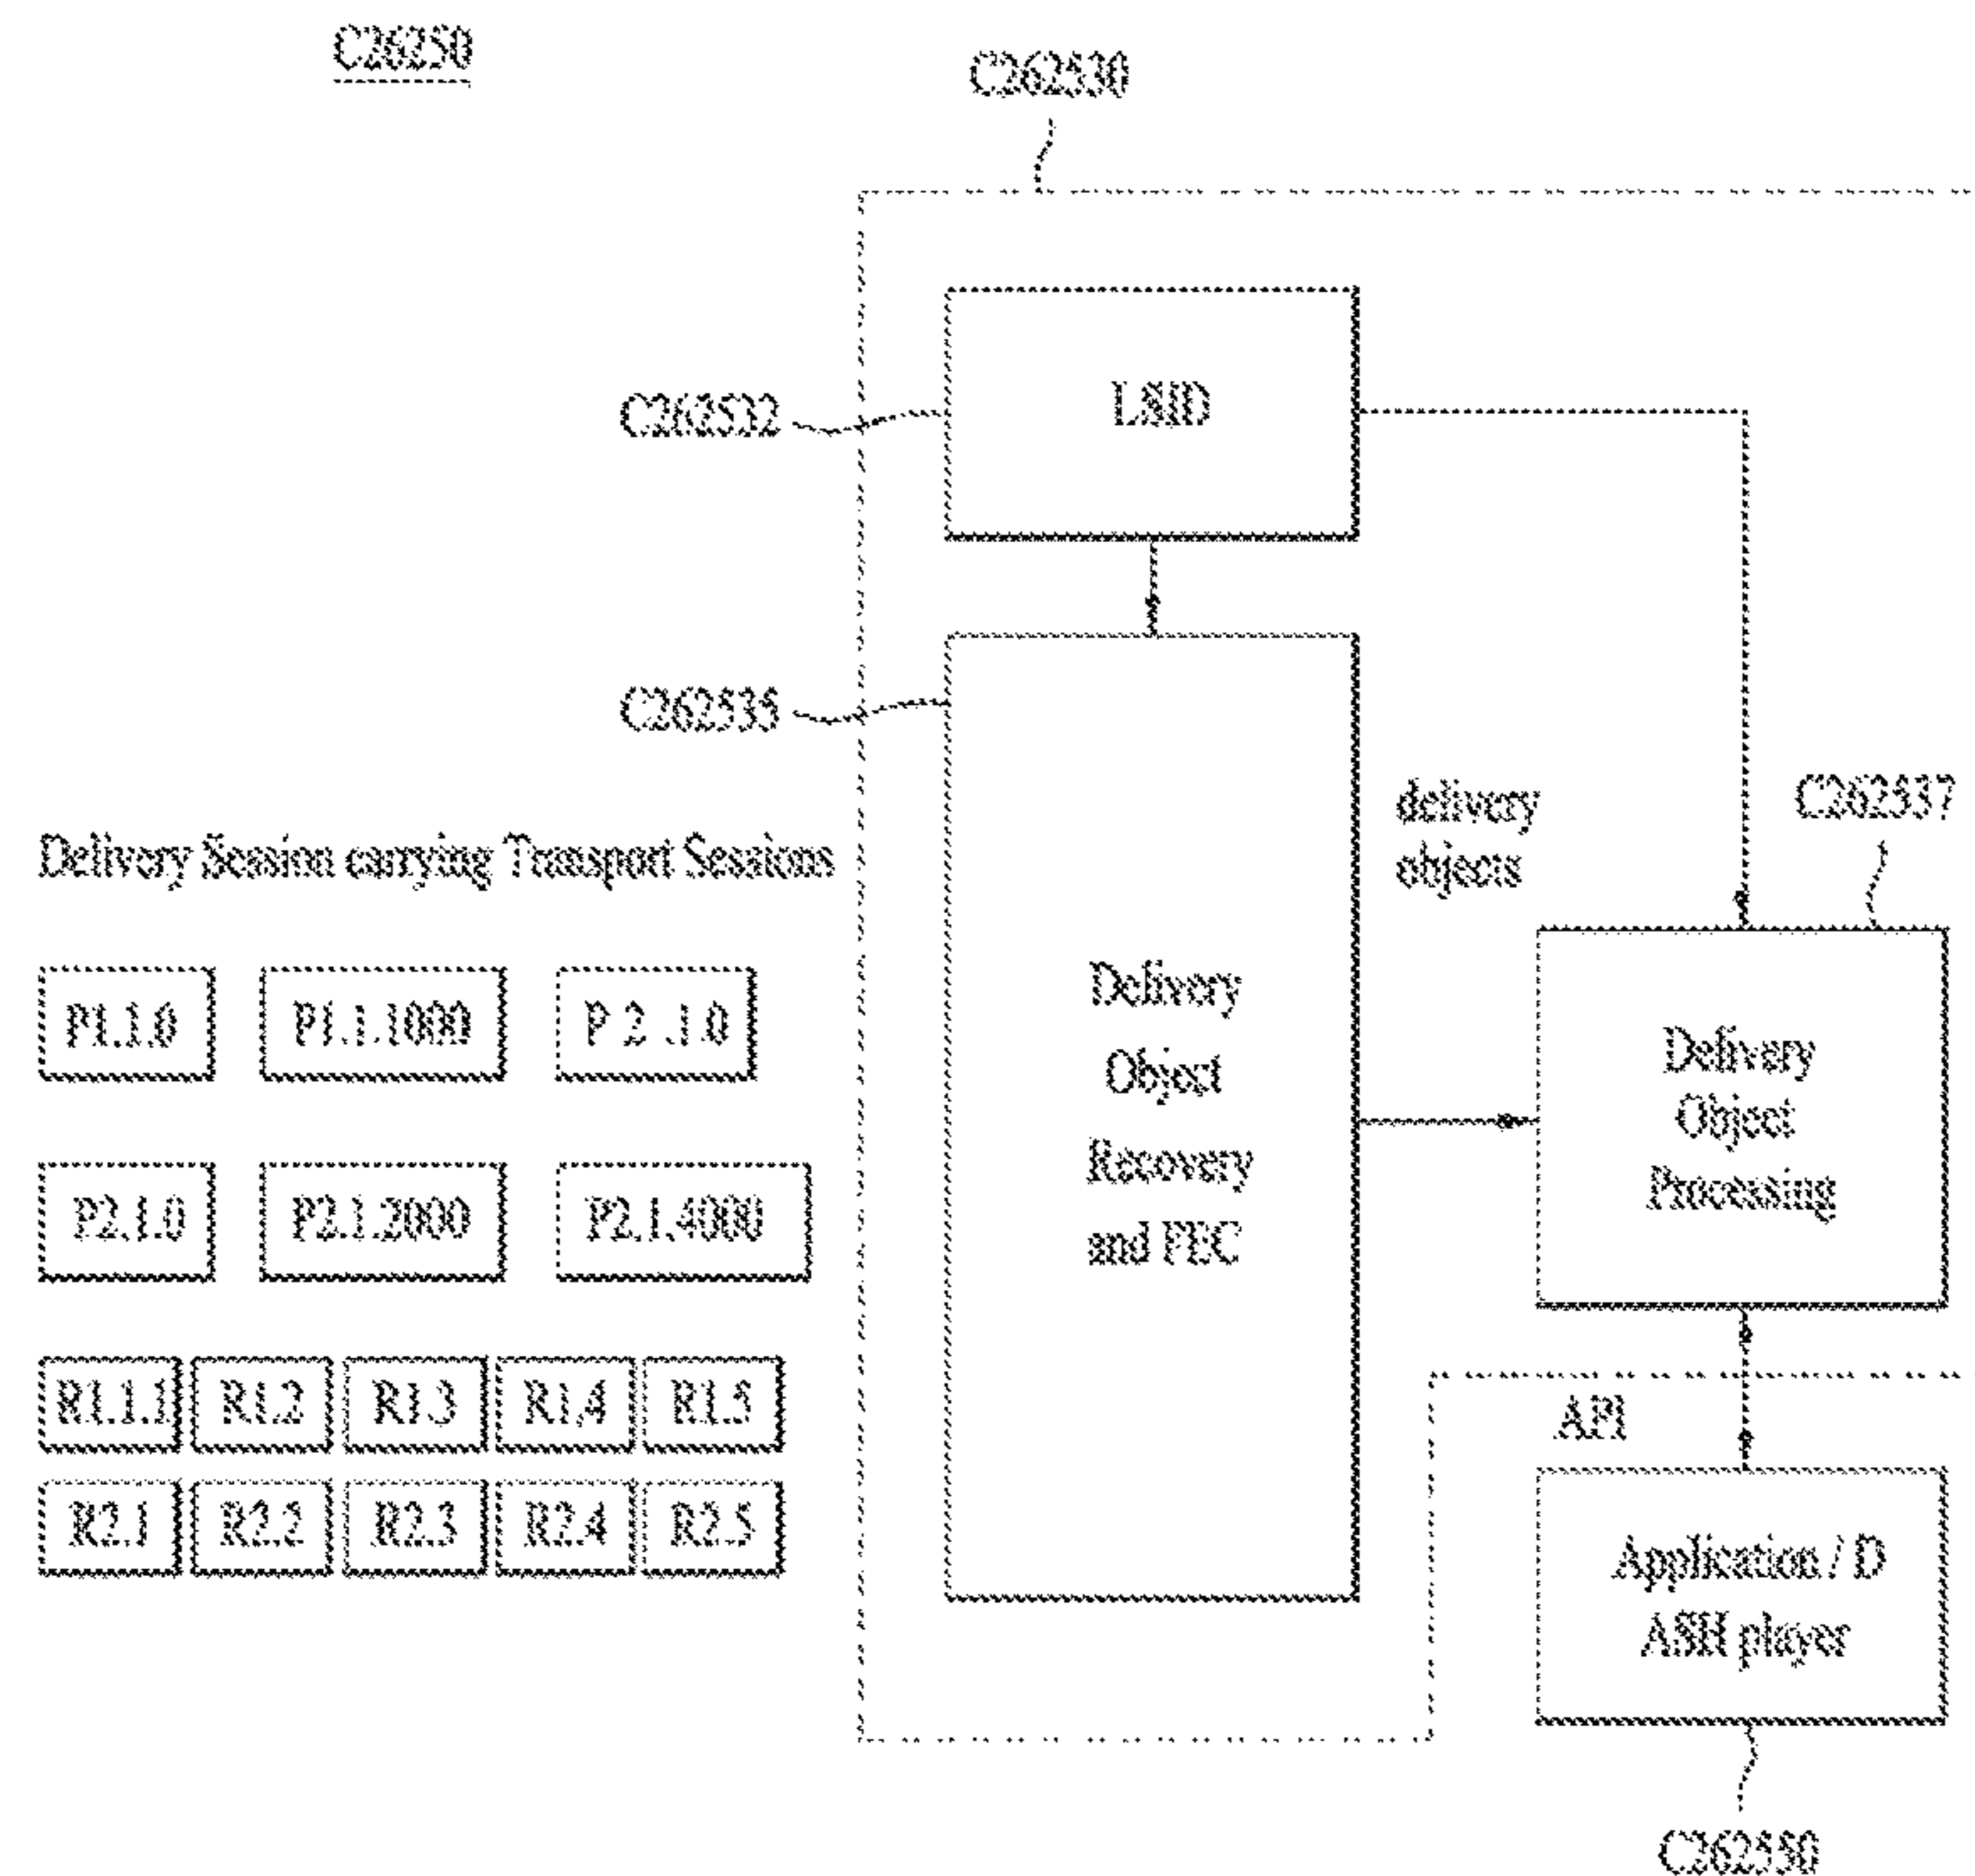 C26250
C262530
LSID
C262532
C262535
delivery
objects
C262537
Delivery Session carrying Transport Sessions
P1.1.0
P1.1.1000
P 2 .1.0
P2.1.0
P2.1.2000
P2.1.4000
R1.1.1
R1.2
R1.3
R1.4
R1.5
R2.1
R2.2
R2.3
R2.4
R2.5
Delivery
Object
Recovery
and FEC
Delivery
Object
Processing
API
Application / D
ASH player
C262550